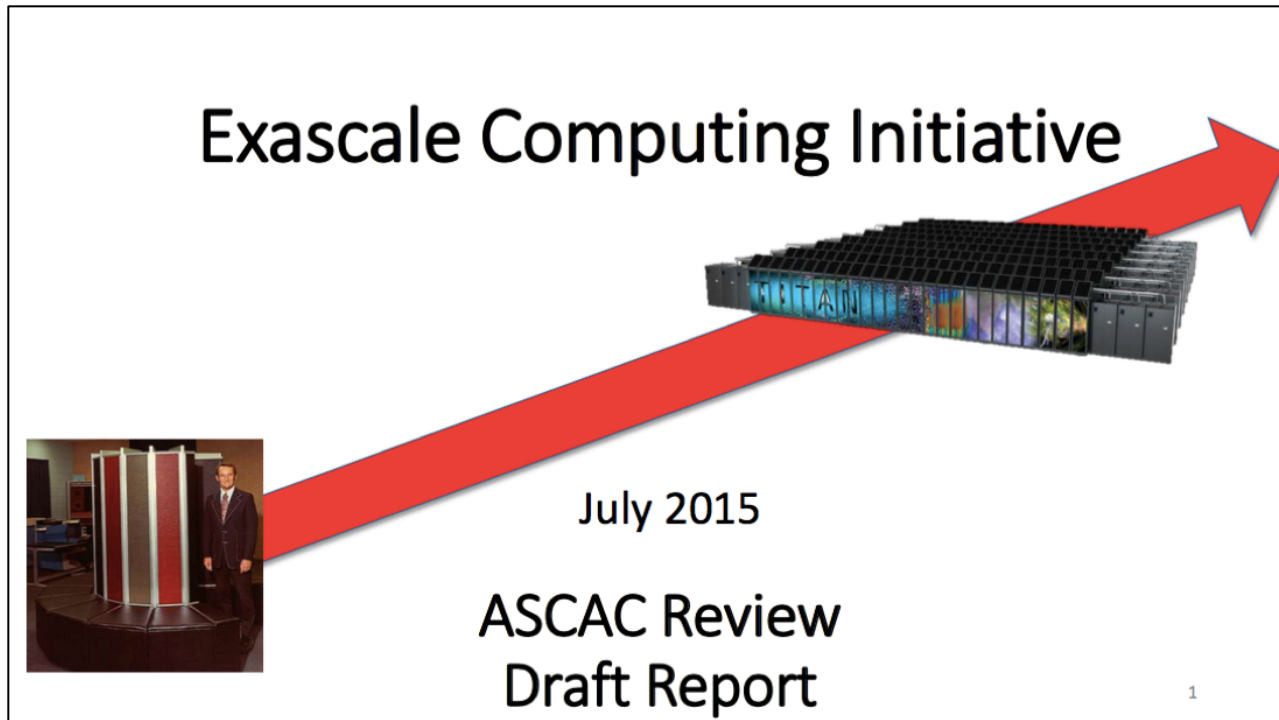 Exascale Computing Initiative
TITAN
July 2015
ASCAC Review
Draft Report
1